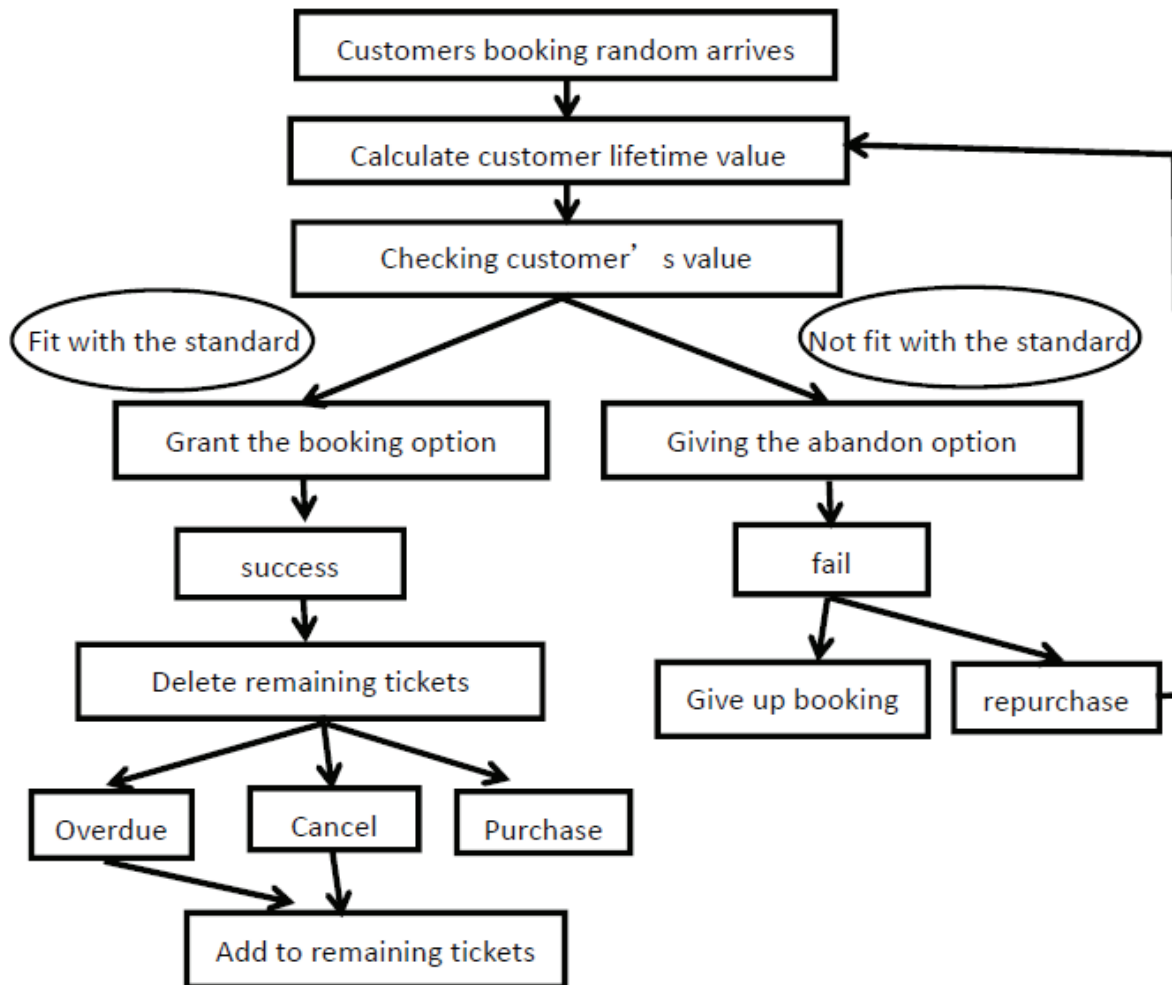 Customers booking random arrives
Calculate customer lifetime value
Checking customer’s value
Fit with the standard
Not fit with the standard
Grant the booking option
Giving the abandon option
success
fail
Delete remaining tickets
Give up booking
repurchase
Overdue
Cancel
Purchase
Add to remaining tickets